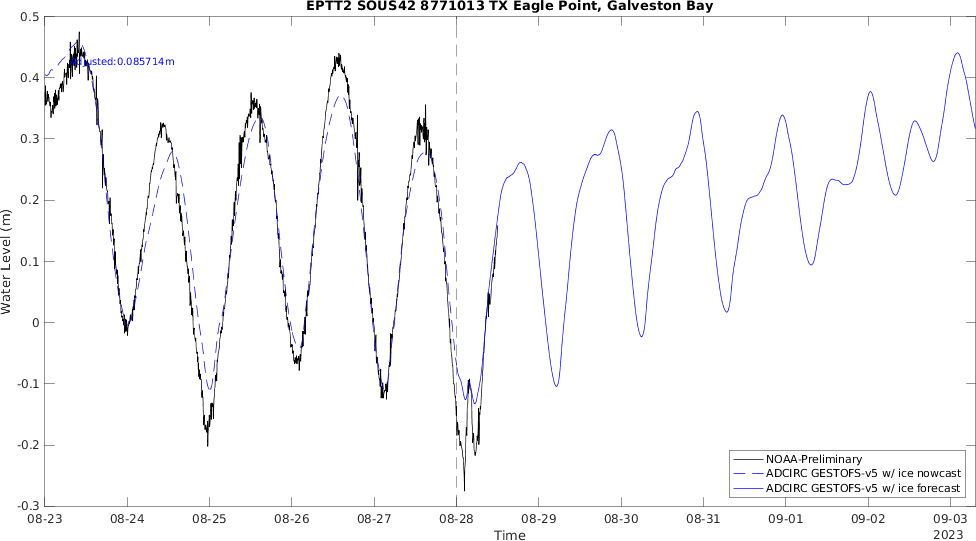 EPTT2 SOUS42 8771013 TX Eagle Point, Galveston Bay
0.5
usted:0.085714m
0.4
0.3
0.2
0.1
0
-0.1
-0.2
-0.3
Water Level (m)
NOAA-Preliminary
ADCIRC GESTOFS-v5 w/ ice nowcast
ADCIRC GESTOFS-v5 w/ ice forecast
08-23 08-24 08-25 08-26 08-27 08-28 08-29 08-30 08-31 09-01 09-02 09-03
Time 2023